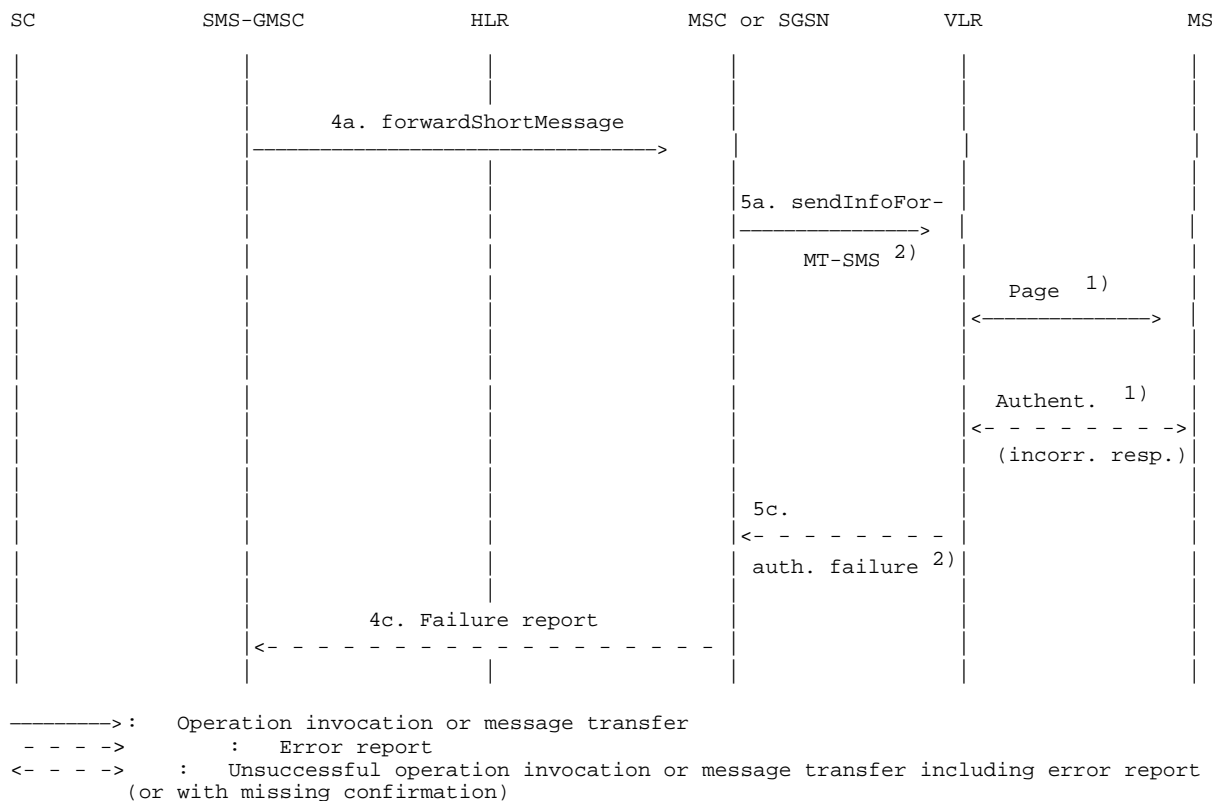 SC SMS-GMSC HLR MSC or SGSN VLR MS
4a. forwardShortMessage
5a. sendInfoFor-
MT-SMS 2)
Page 1)
Authent. 1)
(incorr. resp.)
5c.
auth. failure 2)
4c. Failure report
: Operation invocation or message transfer
: Error report
: Unsuccessful operation invocation or message transfer including error report
(or with missing confirmation)